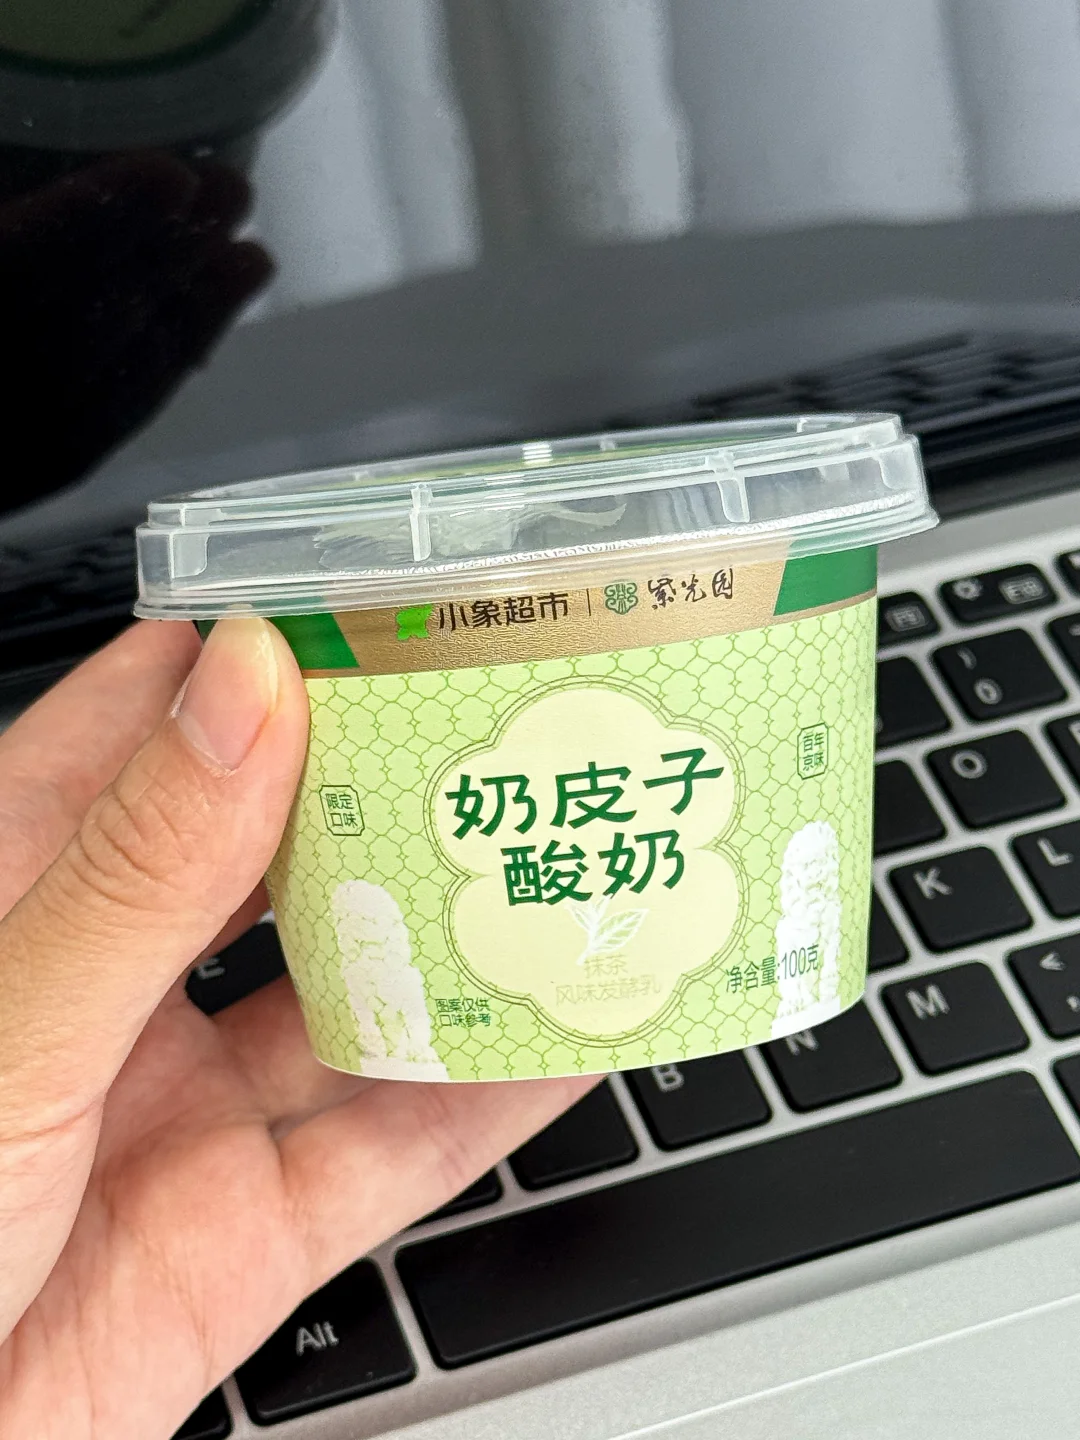 小象超市 | 紫光园
奶皮子
酸奶
限定
口味
百年
京味
抹茶
风味发酵乳
图案仅供
口味参考
净含量:100克
)
0
O
L
K
<
,
M
N
B
Alt